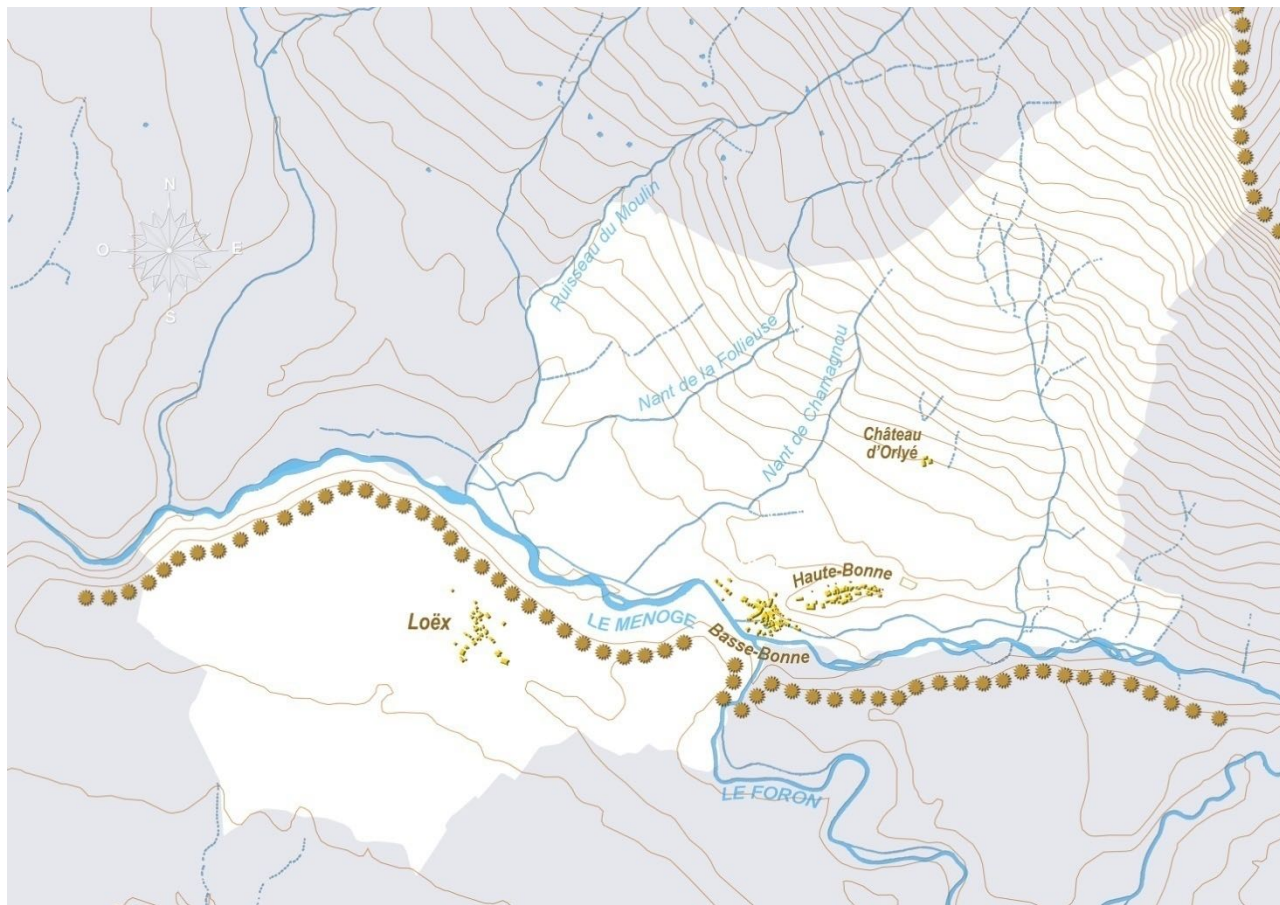 N
O
E
S
Ruisseau du Moulin
Nant de la Follieuse
Nant de Chamagnou
Château
d'Orlyé
Haute-Bonne
LE MENOGE
Loëx
Basse-Bonne
LE FORON